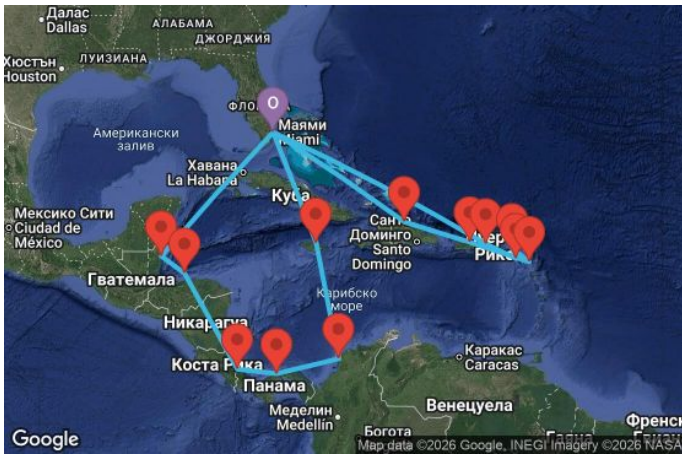 Далас
Dallas
АЛАБАМА
ДЖОРДЖИЯ
ЛУИЗИАНА
Хюстън
Houston
O
Маями
Miami
Американски
залив
Хавана
La Habana
Куба
Мексико Сити
Ciudad de
México
Санто
Доминго
Santo
Domingo
Рико
Гватемала
Карибско
море
Никарагуа
Коста Рика
Панама
Каракас
Caracas
Меделин
Medellín
Венецуела
Богота
Google
Map data ©2026 Google, INEGI Imagery ©2026 NASA